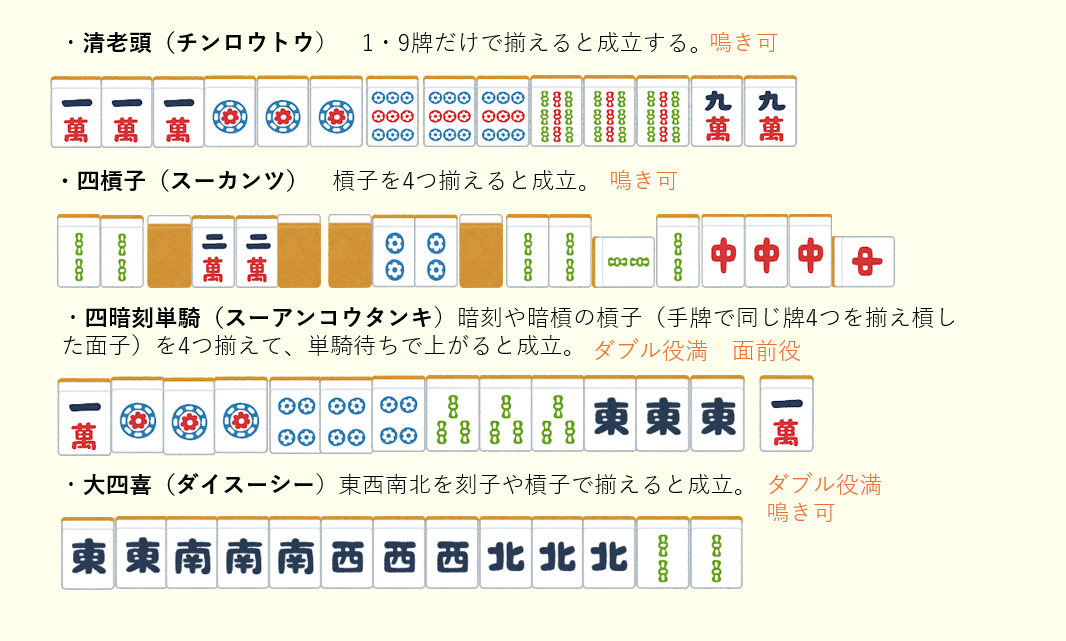 ・清老頭（チンロウトウ）　1・9牌だけで揃えると成立する。鳴き可
一萬 一萬 一萬 九萬 九萬
・四槓子（スーカンツ）　槓子を4つ揃えると成立。　鳴き可
二萬 二萬 中 中 中 中
・四暗刻単騎（スーアンコウタンキ）暗刻や暗槓の槓子（手牌で同じ牌4つを揃え槓し
た面子）を4つ揃えて、単騎待ちで上がると成立。　ダブル役満　面前役
一萬 東 東 東 一萬
・大四喜（ダイスーシー）東西南北を刻子や槓子で揃えると成立。　ダブル役満
鳴き可
東 東 南 南 南 西 西 西 北 北 北